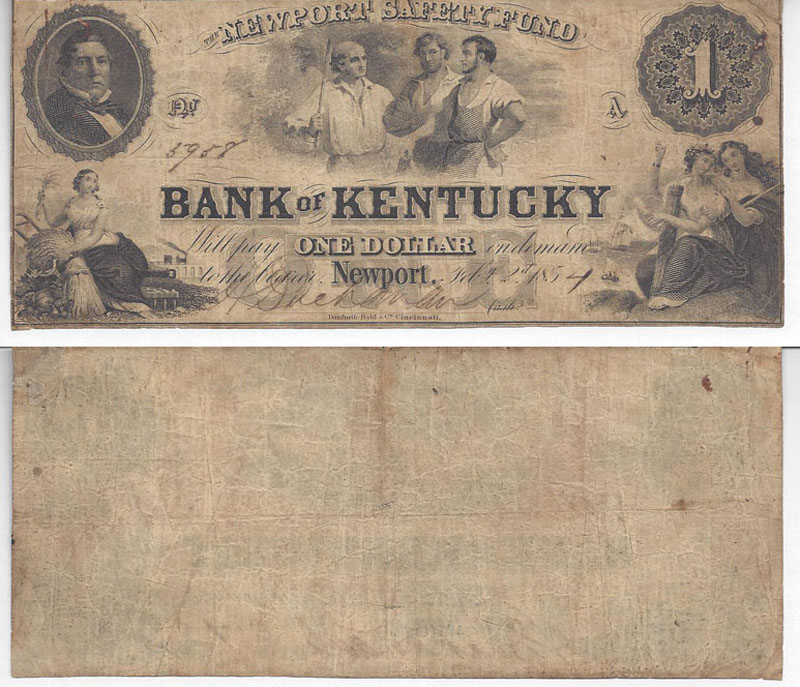 THE NEWPORT SAFETY FUND
1
No. A
3958
BANK OF KENTUCKY
Will pay ONE DOLLAR on demand
to the bearer. Newport, Feb. 2d 1854
Cash.
Danforth Bald & Co. Cincinnati.